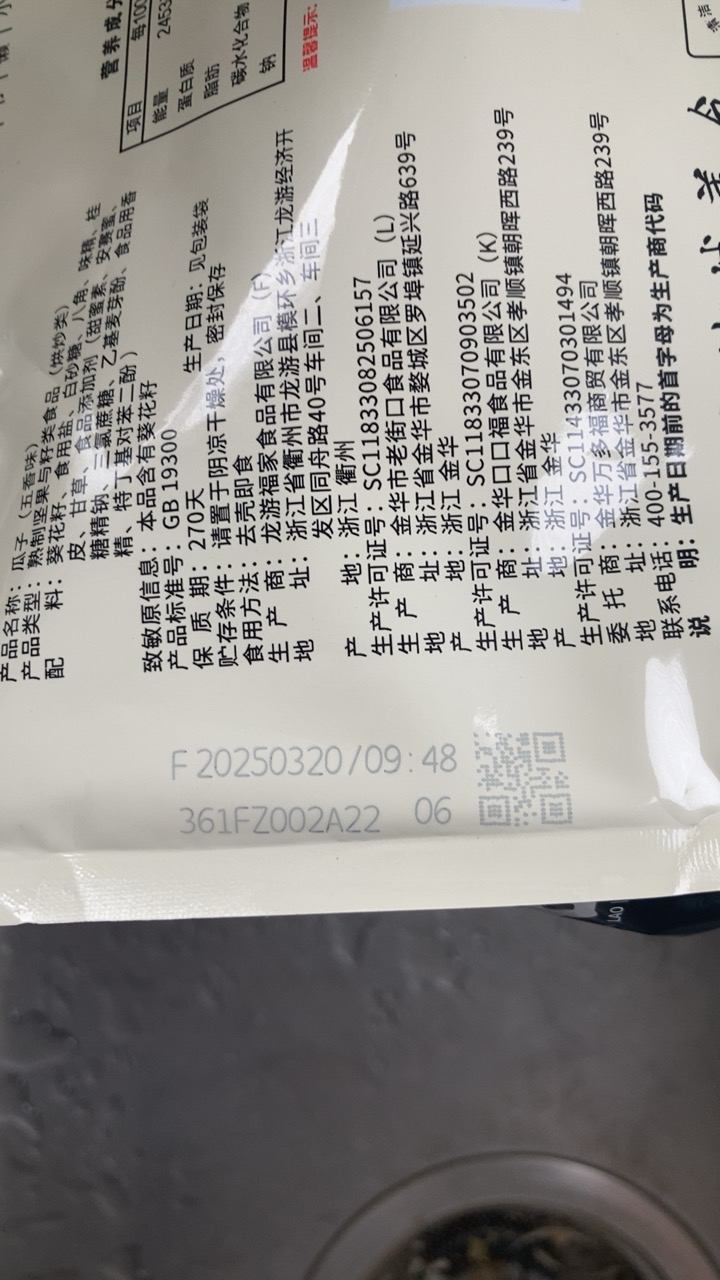 产品名称：瓜子（五香味）
产品类型：熟制坚果与籽类食品（烘炒类）
配 料：葵花籽、食用盐、白砂糖、八角、味精、桂
皮、甘草、食品添加剂（甜蜜素、安赛蜜、
糖精钠、三氯蔗糖、乙基麦芽酚、食品用香
精、特丁基对苯二酚）
致敏原信息：本品含有葵花籽
产品标准号：GB 19300
保 质 期：270天 生产日期：见包装袋
贮存条件：请置于阴凉干燥处，密封保存
食用方法：去壳即食
生 产 商：龙游福家食品有限公司（F）
地 址：浙江省衢州市龙游县模环乡浙江龙游经济开
发区同舟路40号车间二、车间三
产 地：浙江 衢州
生产许可证号：SC11833082506157
生 产 商：金华市老街口食品有限公司（L）
地 址：浙江省金华市婺城区罗埠镇延兴路639号
产 地：浙江 金华
生产许可证号：SC11833070903502
生 产 商：金华口口福食品有限公司（K）
地 址：浙江省金华市金东区孝顺镇朝晖西路239号
产 地：浙江 金华
生产许可证号：SC11433070301494
委 托 商：金华万多福商贸有限公司
地 址：浙江省金华市金东区孝顺镇朝晖西路239号
联系电话：400-155-3577
说 明：生产日期前的首字母为生产商代码
营养成分
项目 每100
能量 2453
蛋白质
脂肪
碳水化合物
钠
温馨提示：
F 20250320/09:48
361FZ002A22 06
LAO